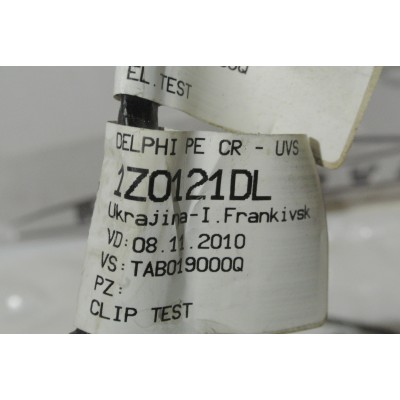 EL.TEST
DELPHI PE CR - UVS
1Z0121DL
Ukrajina-I.Frankivsk
VD:08.11.2010
VS:TAB019000Q
PZ:
CLIP TEST